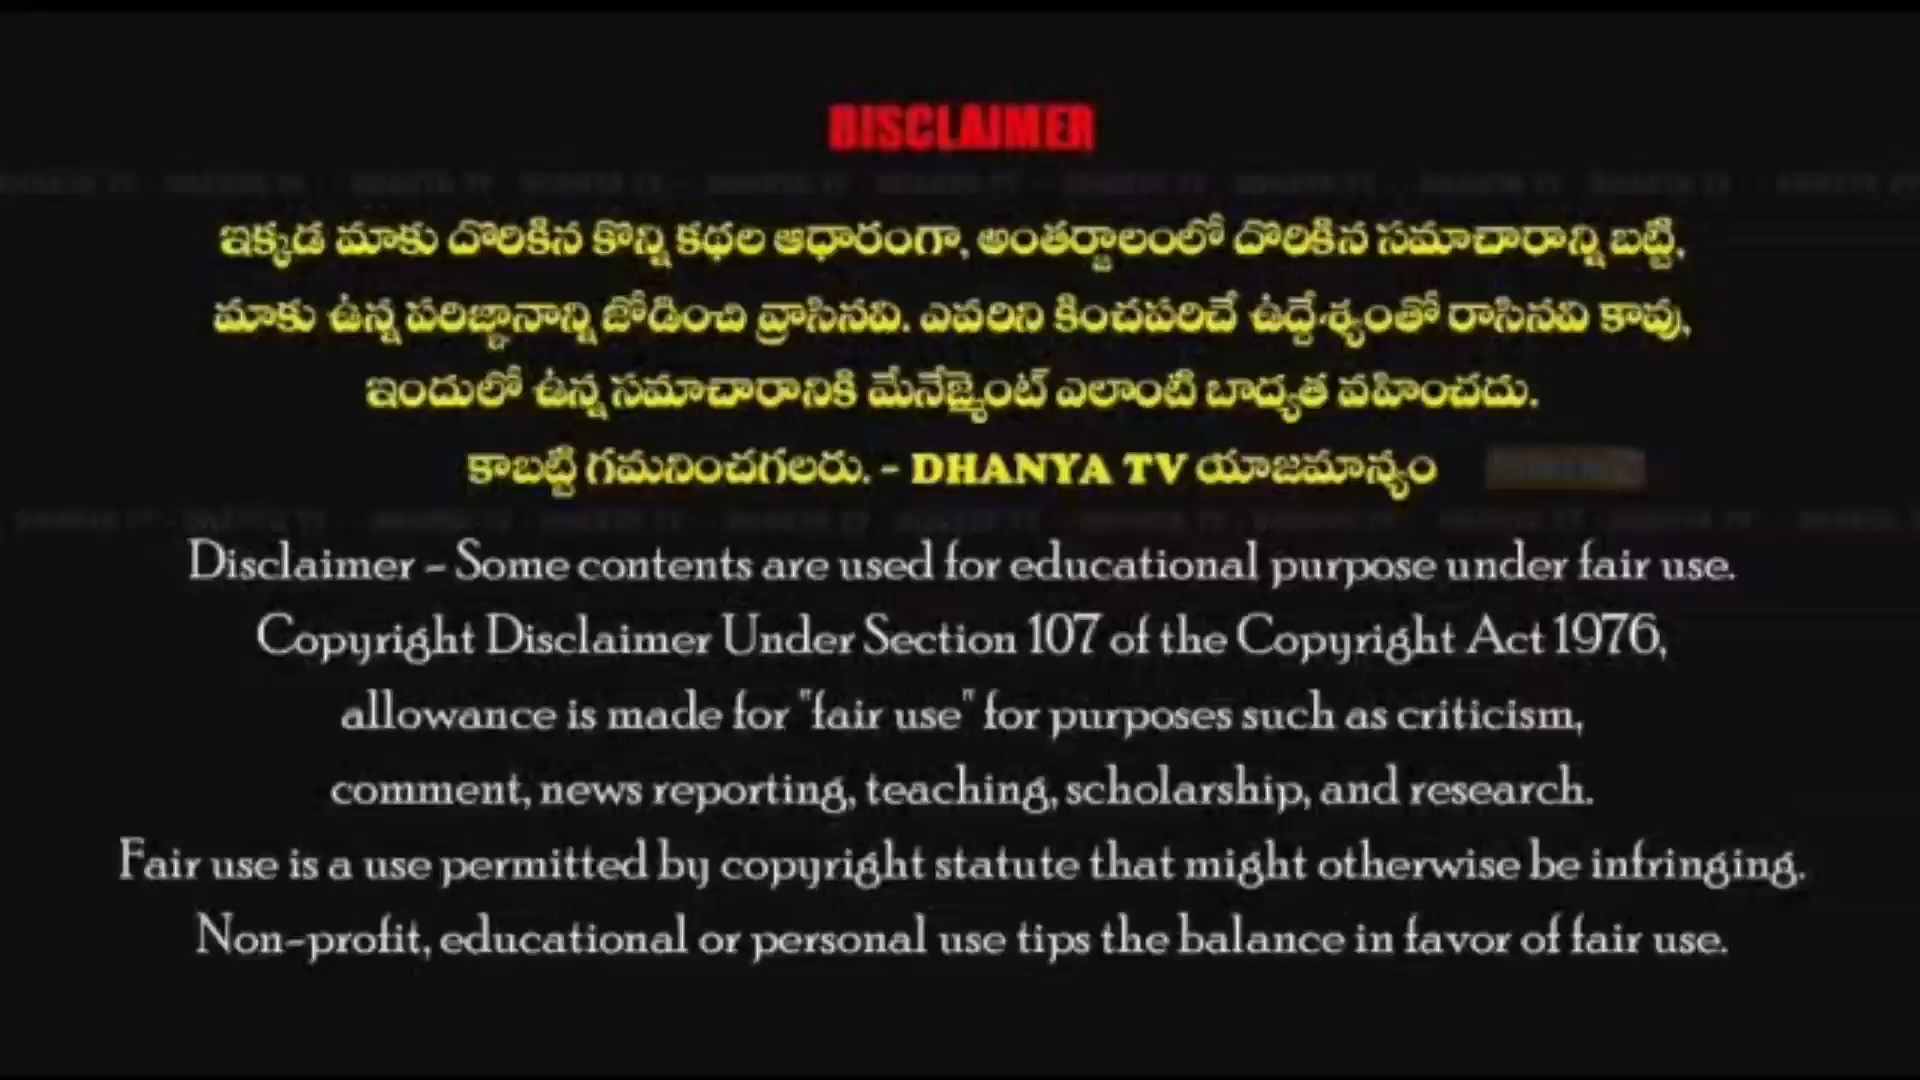 DISCLAIMER
ఇక్కడ మాకు దొరికిన కొన్ని కథల ఆధారంగా, అంతర్జాలంలో దొరికిన సమాచారాన్ని బట్టి,
మాకు ఉన్న పరిజ్ఞానాన్ని జోడించి వ్రాసినవి. ఎవరిని కించపరిచే ఉద్దేశ్యంతో రాసినవి కావు,
ఇందులో ఉన్న సమాచారానికి మేనేజ్మెంట్ ఎలాంటి బాద్యత వహించదు.
కాబట్టి గమనించగలరు. - DHANYA TV యాజమాన్యం
Disclaimer - Some contents are used for educational purpose under fair use.
Copyright Disclaimer Under Section 107 of the Copyright Act 1976,
allowance is made for "fair use" for purposes such as criticism,
comment, news reporting, teaching, scholarship, and research.
Fair use is a use permitted by copyright statute that might otherwise be infringing.
Non-profit, educational or personal use tips the balance in favor of fair use.